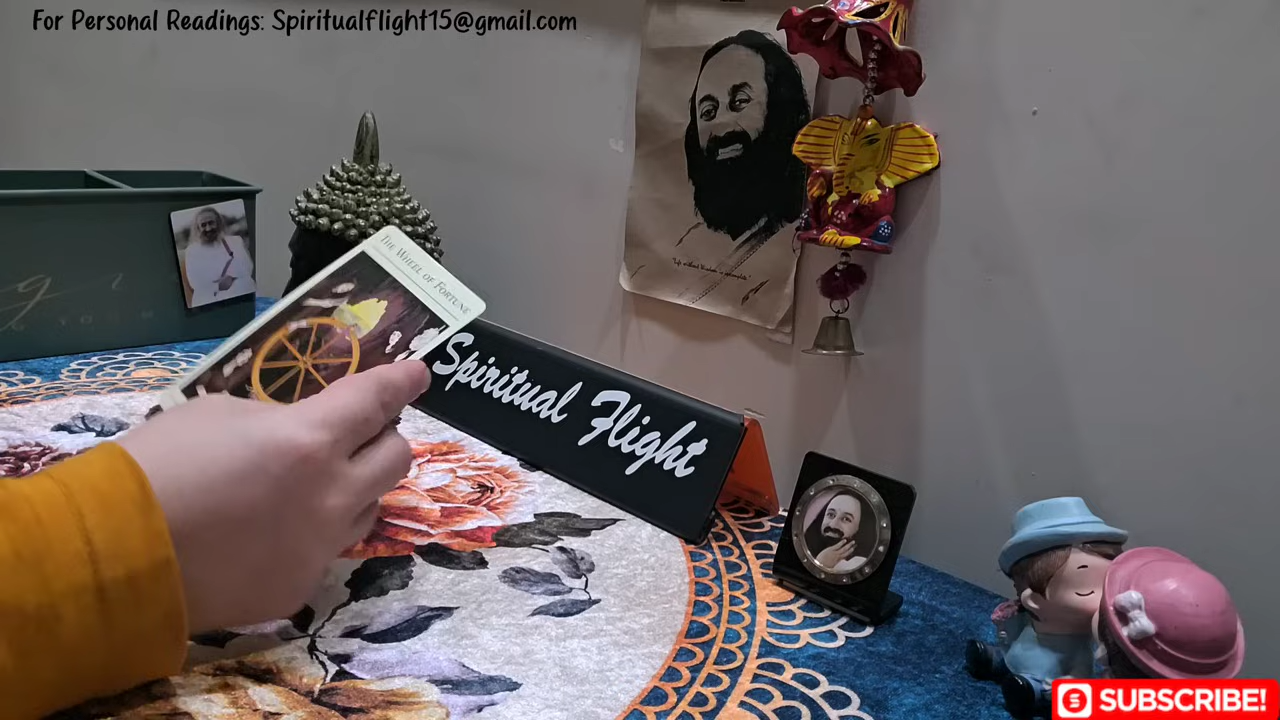 For Personal Readings: Spiritualflight15@gmail.com
THE WHEEL OF FORTUNE
Spiritual Flight
SUBSCRIBE!